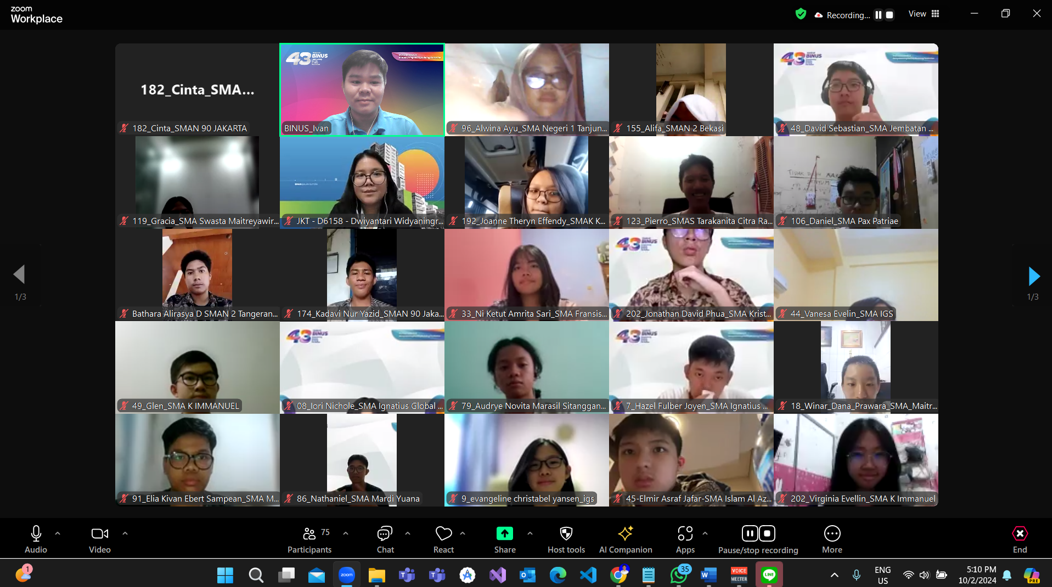 zoom
Workplace
Recording...
View
182_Cinta_SMA...
182_Cinta_SMAN 90 JAKARTA
43 BINUS
BINUS_Ivan
96_Alwina Ayu_SMA Negeri 1 Tanjun...
155_Alifa_SMAN 2 Bekasi
43 BINUS
48_David Sebastian_SMA Jembatan ...
119_Gracia_SMA Swasta Maitreyawir...
JKT - D6158 - Dwiyantari Widyaningr...
192_Joanne Theryn Effendy_SMAK K...
123_Pierro_SMAS Tarakanita Citra Ra...
106_Daniel_SMA Pax Patriae
1/3
1/3
Bathara Alirasya D SMAN 2 Tangeran...
174_Kadavi Nur Yazid_SMAN 90 Jaka...
33_Ni Ketut Amrita Sari_SMA Fransis...
43 BINUS
202_Jonathan David Phua_SMA Krist...
44_Vanesa Evelin_SMA IGS
49_Glen_SMA K IMMANUEL
43 BINUS
08_Iori Nichole_SMA Ignatius Global ...
79_Audrye Novita Marasil Sitanggan...
43 BINUS
7_Hazel Fulber Joyen_SMA Ignatius ...
18_Winar_Dana_Prawara_SMA_Maitr...
91_Elia Kivan Ebert Sampean_SMA M...
86_Nathaniel_SMA Mardi Yuana
9_evangeline christabel yansen_igs
45-Elmir Asraf Jafar-SMA Islam Al Az...
202_Virginia Evellin_SMA K Immanuel
75
Audio
Video
Participants
Chat
React
Share
Host tools
AI Companion
Apps
Pause/stop recording
More
End
1
zoom
35
VOICE
MEETER
LINE
ENG
US
5:10 PM
10/2/2024